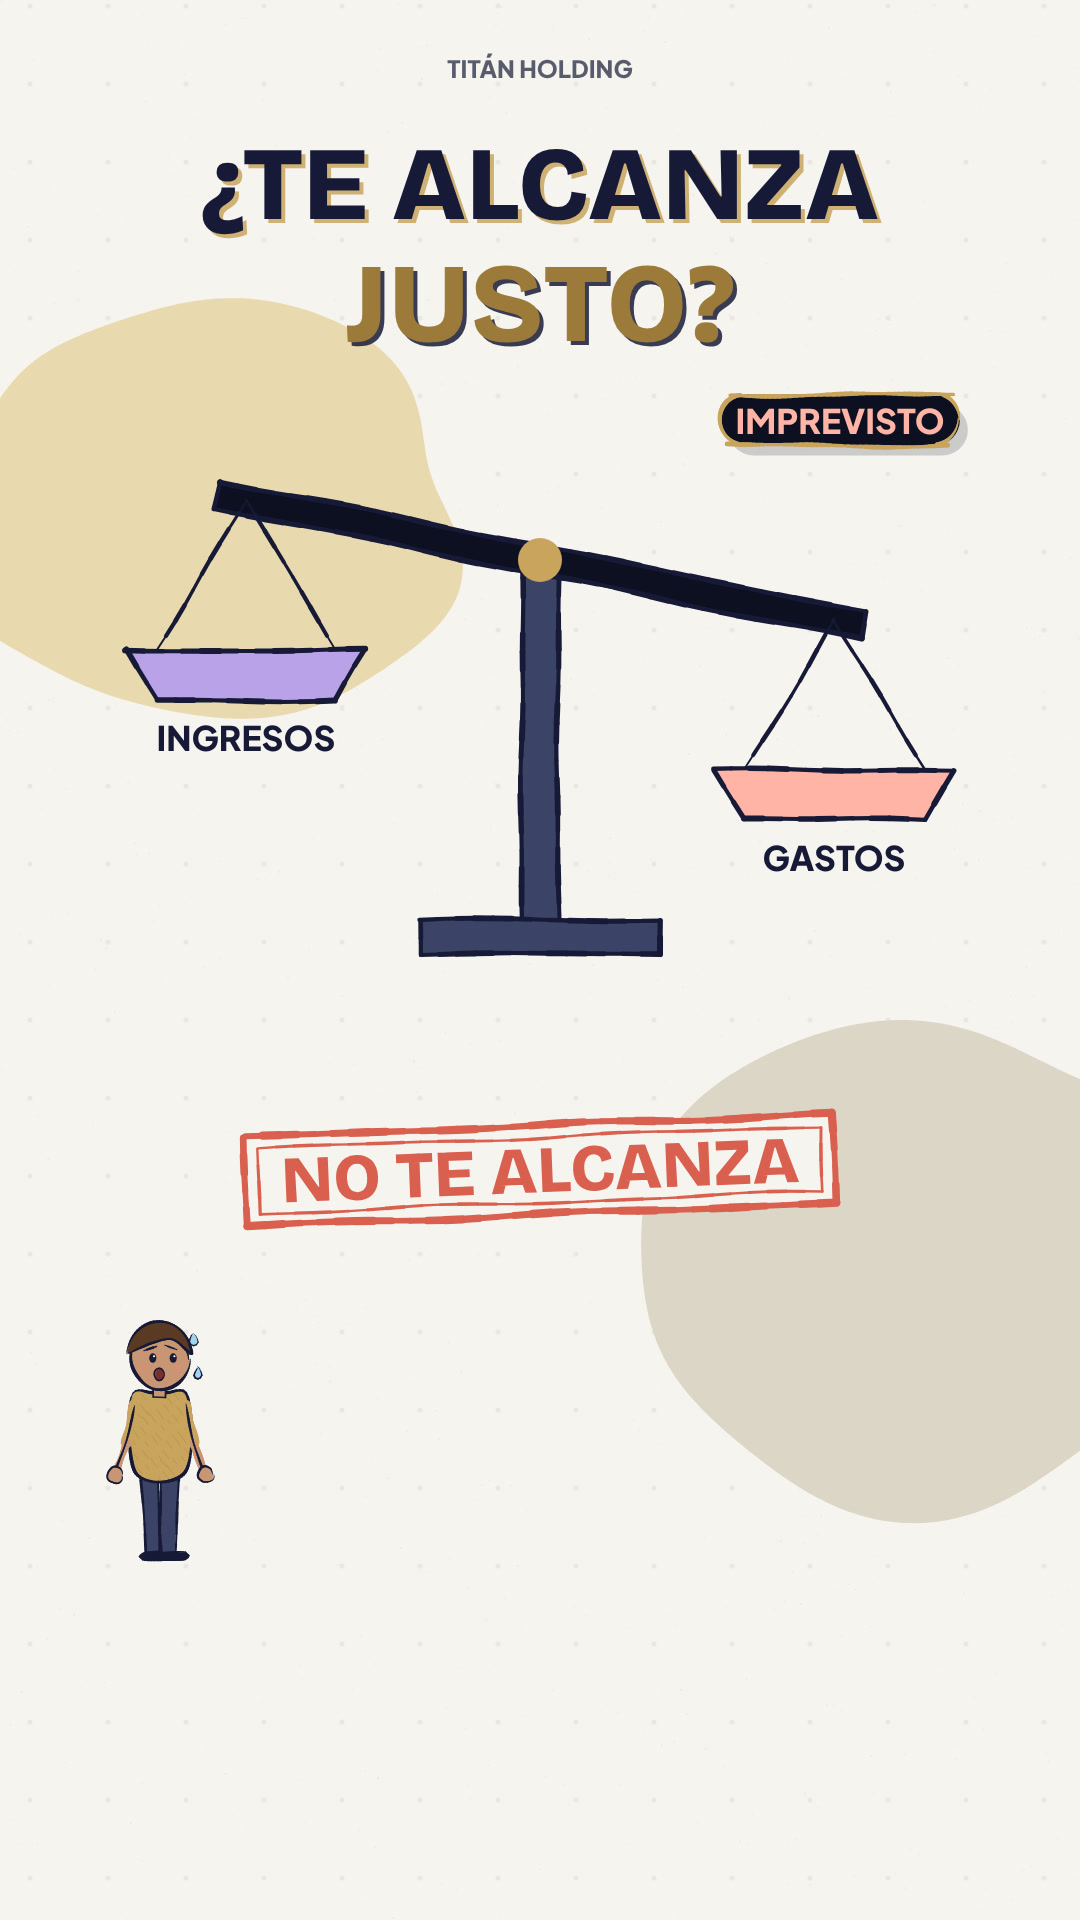 TITÁN HOLDING
¿TE ALCANZA
JUSTO?
IMPREVISTO
INGRESOS
GASTOS
NO TE ALCANZA